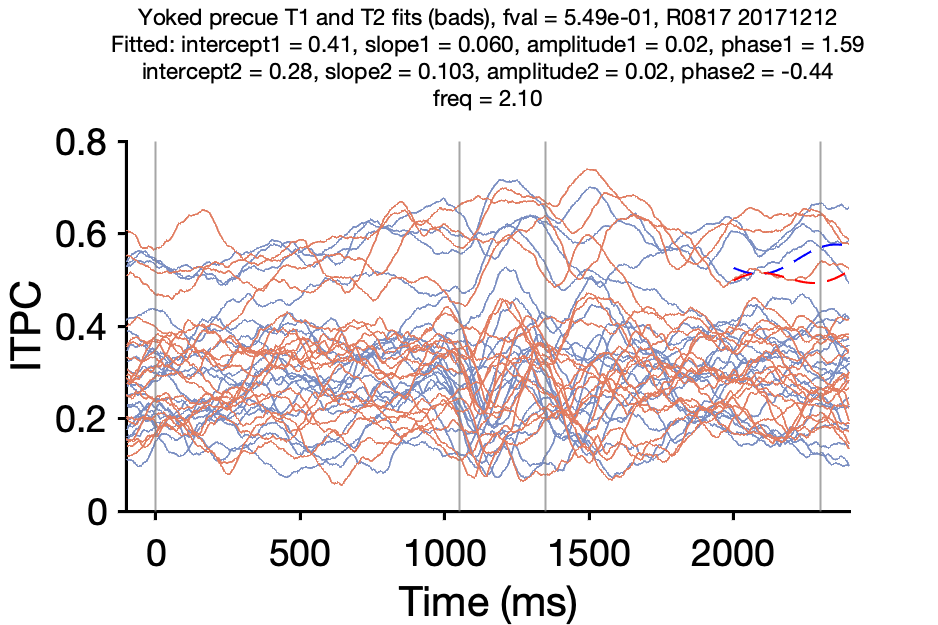 Yoked precue T1 and T2 fits (bads), fval = 5.49e-01, R0817 20171212
Fitted: intercept1 = 0.41, slope1 = 0.060, amplitude1 = 0.02, phase1 = 1.59
intercept2 = 0.28, slope2 = 0.103, amplitude2 = 0.02, phase2 = -0.44
freq = 2.10
0.8
0.6
0.4
0.2
0
ITPC
0 500 1000 1500 2000
Time (ms)